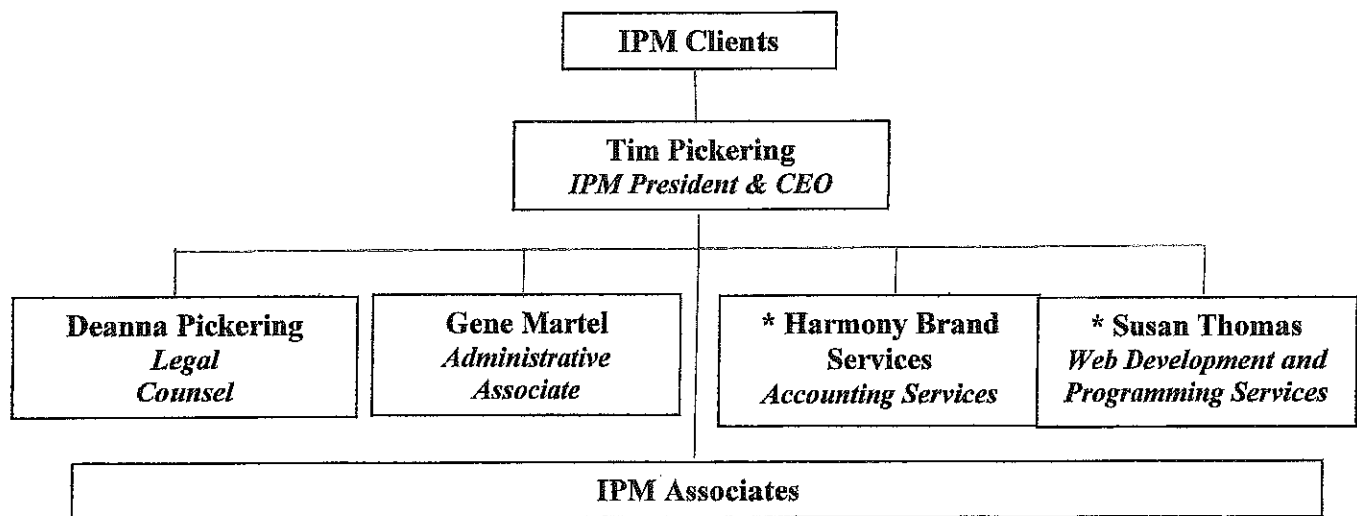 IPM Clients
Tim Pickering
IPM President & CEO
Deanna Pickering
Legal
Counsel
Gene Martel
Administrative
Associate
* Harmony Brand
Services
Accounting Services
* Susan Thomas
Web Development and
Programming Services
IPM Associates